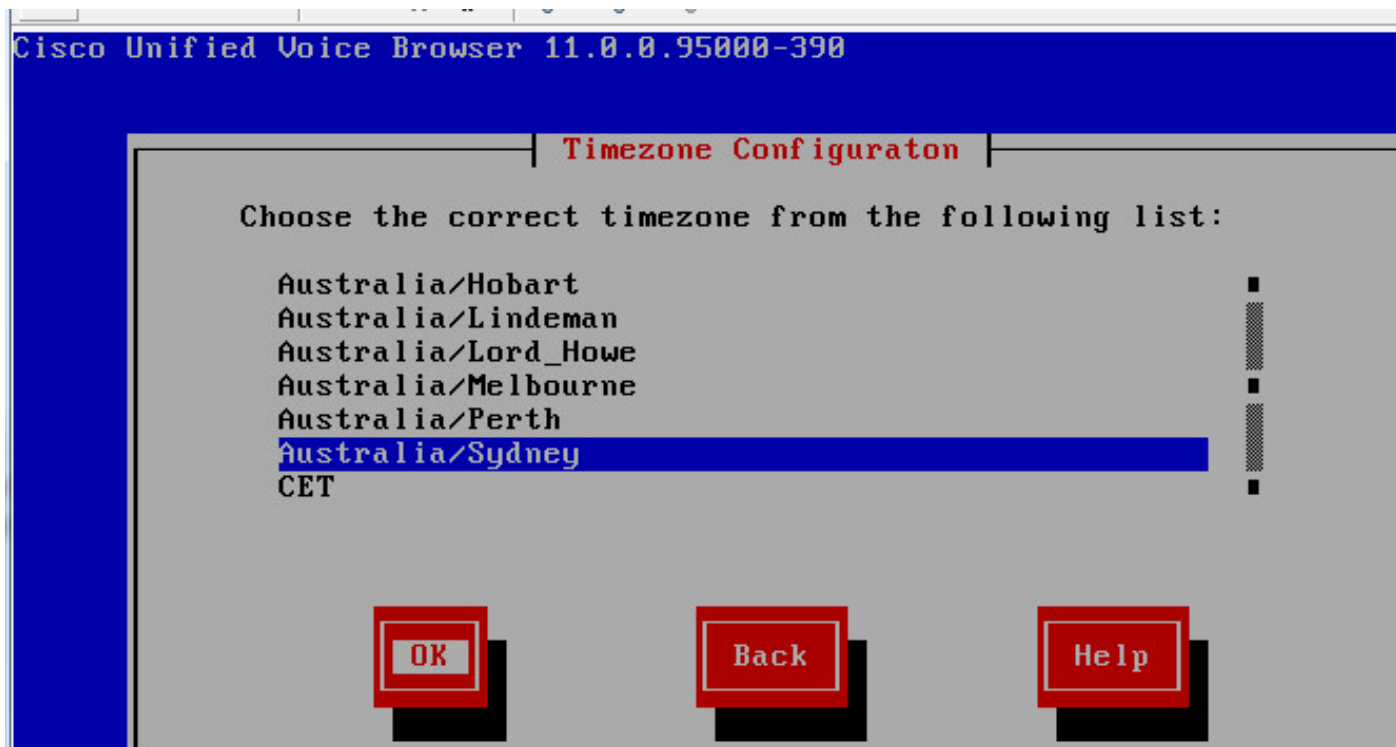 Cisco Unified Voice Browser 11.0.0.95000-390
Timezone Configuraton
Choose the correct timezone from the following list:
Australia/Hobart
Australia/Lindeman
Australia/Lord_Howe
Australia/Melbourne
Australia/Perth
Australia/Sydney
CET
OK Back Help